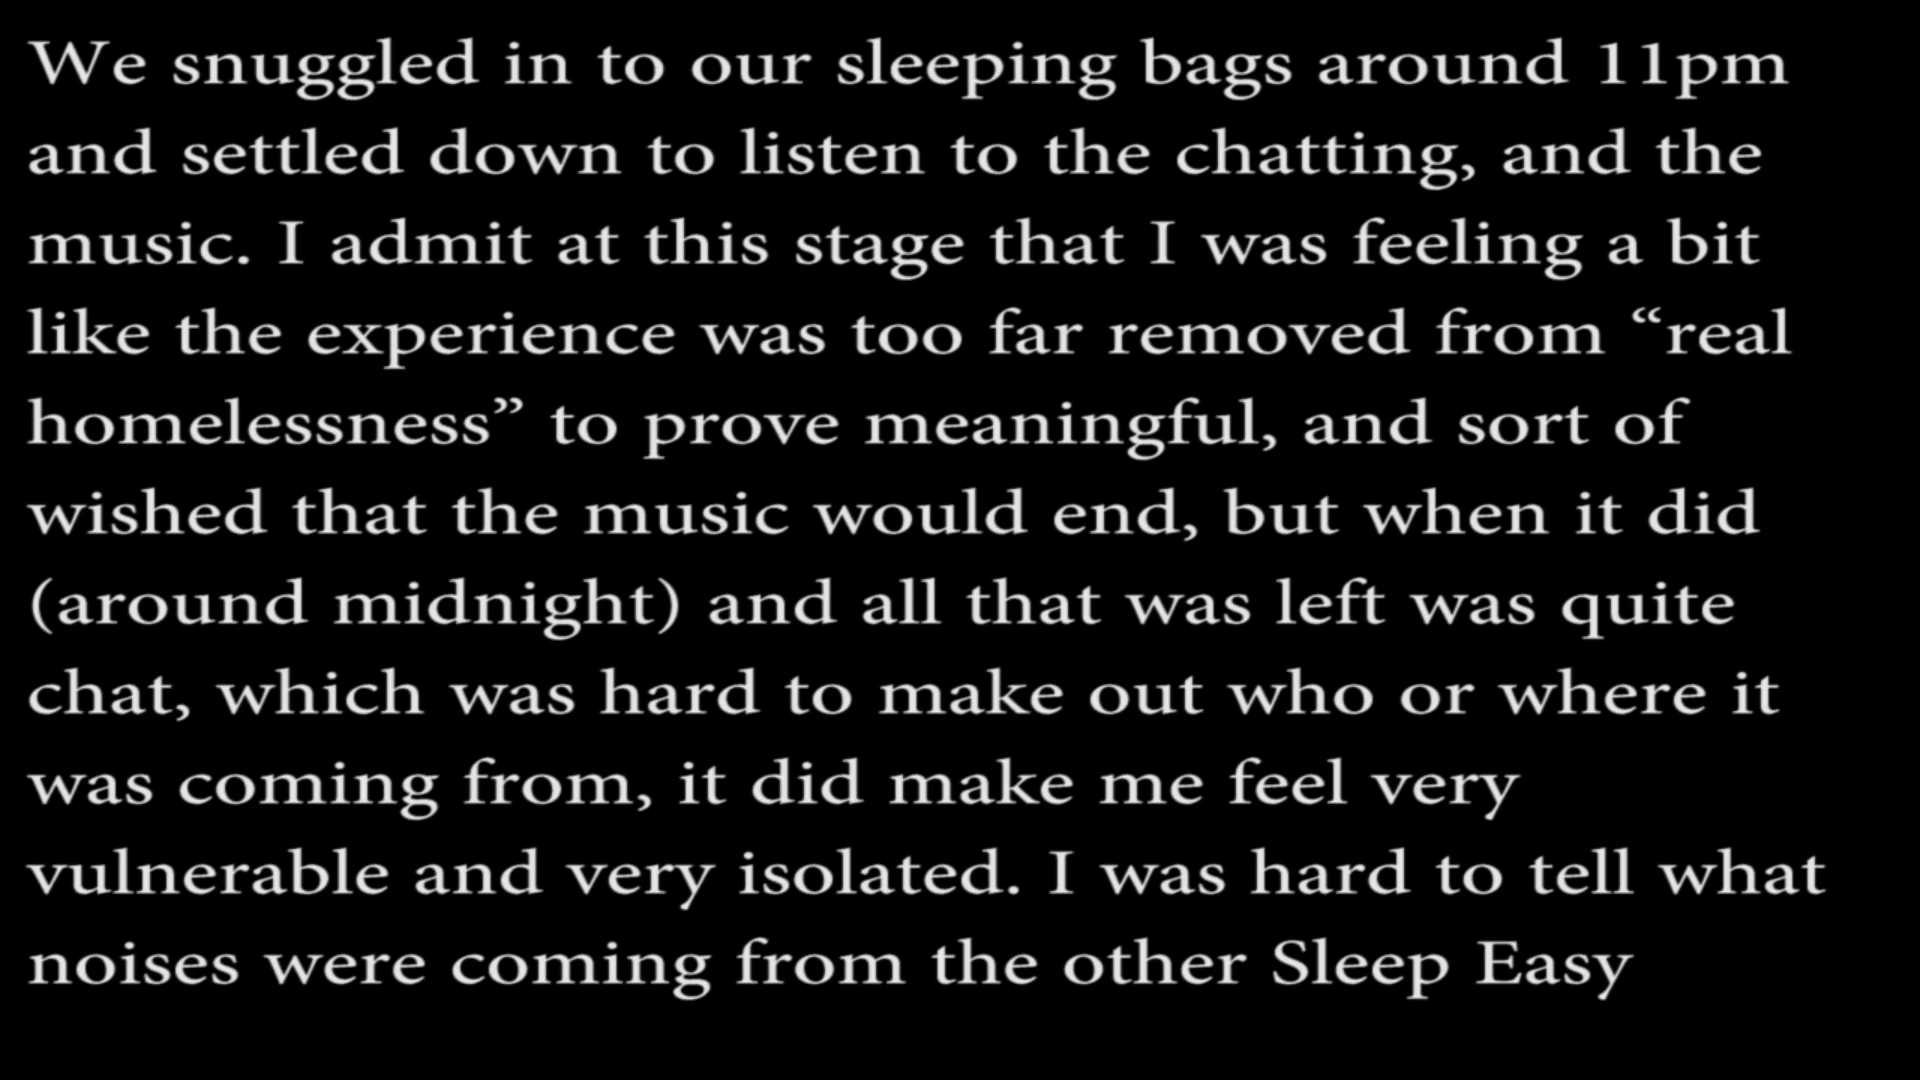 We snuggled in to our sleeping bags around 11pm
and settled down to listen to the chatting, and the
music. I admit at this stage that I was feeling a bit
like the experience was too far removed from “real
homelessness” to prove meaningful, and sort of
wished that the music would end, but when it did
(around midnight) and all that was left was quite
chat, which was hard to make out who or where it
was coming from, it did make me feel very
vulnerable and very isolated. I was hard to tell what
noises were coming from the other Sleep Easy